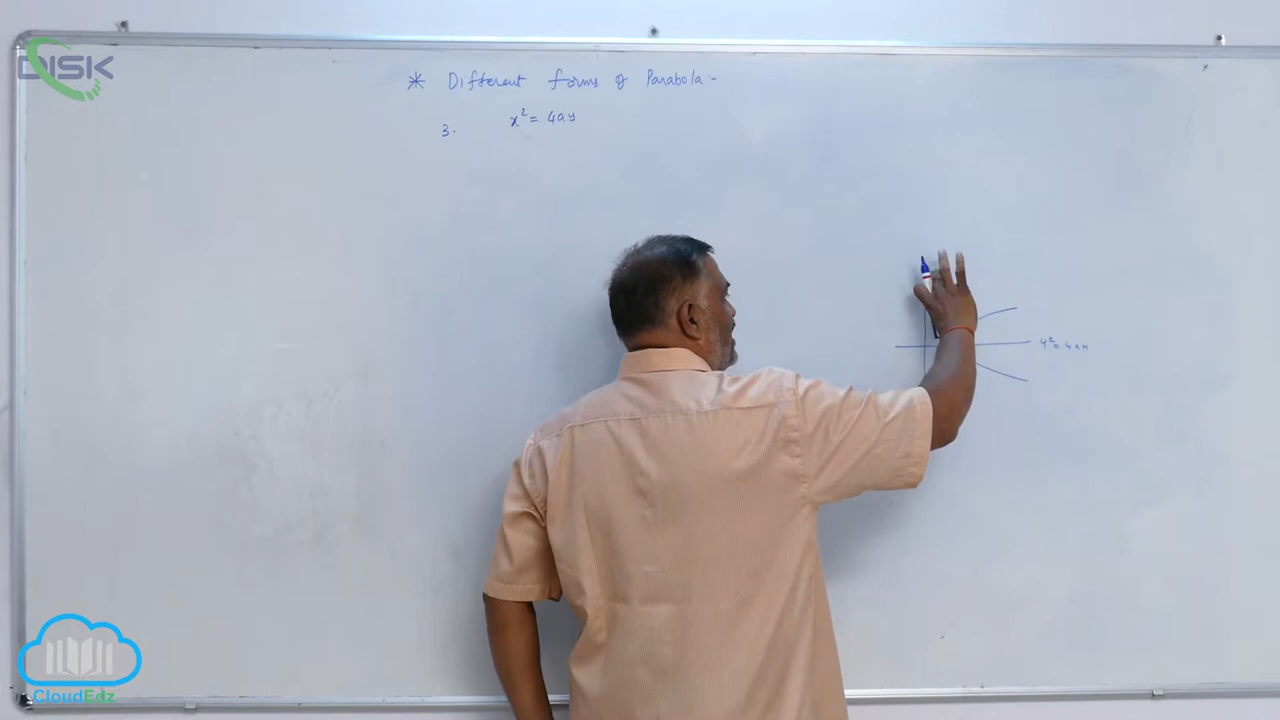 DISK
* Different forms of Parabola:-
3. x² = 4ay
y² = 4ax
CloudEdz